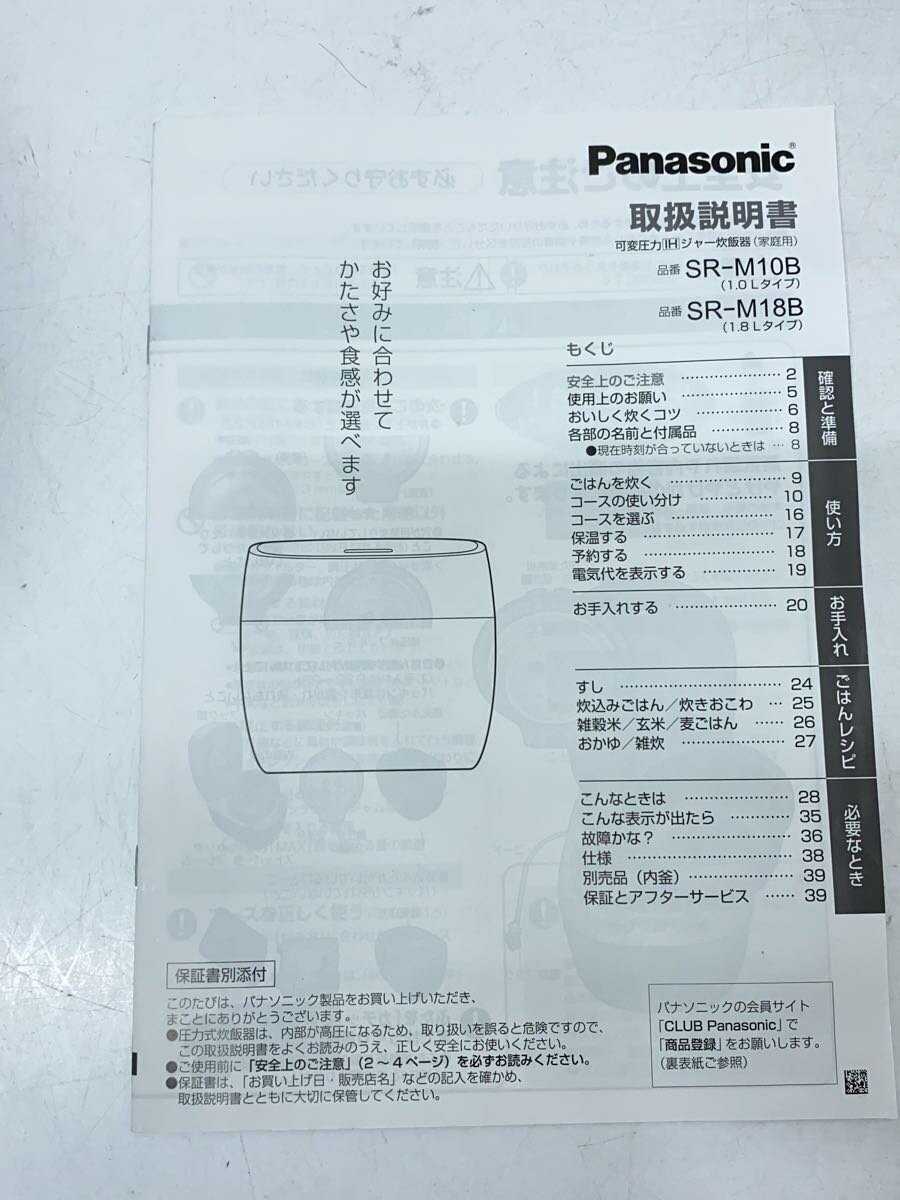 Panasonic®
取扱説明書
可変圧力IHジャー炊飯器(家庭用)
品番 SR-M10B
(1.0Lタイプ)
品番 SR-M18B
(1.8Lタイプ)
お好みに合わせて
かたさや食感が選べます
もくじ
確認と準備
安全上のご注意 …………………2
使用上のお願い …………………5
おいしく炊くコツ ………………6
各部の名前と付属品 ……………8
●現在時刻が合っていないときは … 8
使い方
ごはんを炊く ……………………9
コースの使い分け ……………10
コースを選ぶ …………………16
保温する ………………………17
予約する ………………………18
電気代を表示する ……………19
お手入れ
お手入れする …………………20
ごはんレシピ
すし ……………………………24
炊込みごはん/炊きおこわ …25
雑穀米/玄米/麦ごはん ……26
おかゆ/雑炊 …………………27
必要なとき
こんなときは …………………28
こんな表示が出たら …………35
故障かな? ……………………36
仕様 ……………………………38
別売品(内釜)…………………39
保証とアフターサービス ……39
保証書別添付
このたびは、パナソニック製品をお買い上げいただき、
まことにありがとうございます。
●圧力式炊飯器は、内部が高圧になるため、取り扱いを誤ると危険ですので、
この取扱説明書をよくお読みのうえ、正しく安全にお使いください。
●ご使用前に「安全上のご注意」(2〜4ページ)を必ずお読みください。
●保証書は、「お買い上げ日・販売店名」などの記入を確かめ、
取扱説明書とともに大切に保管してください。
パナソニックの会員サイト
「CLUB Panasonic」で
「商品登録」をお願いします。
(裏表紙ご参照)